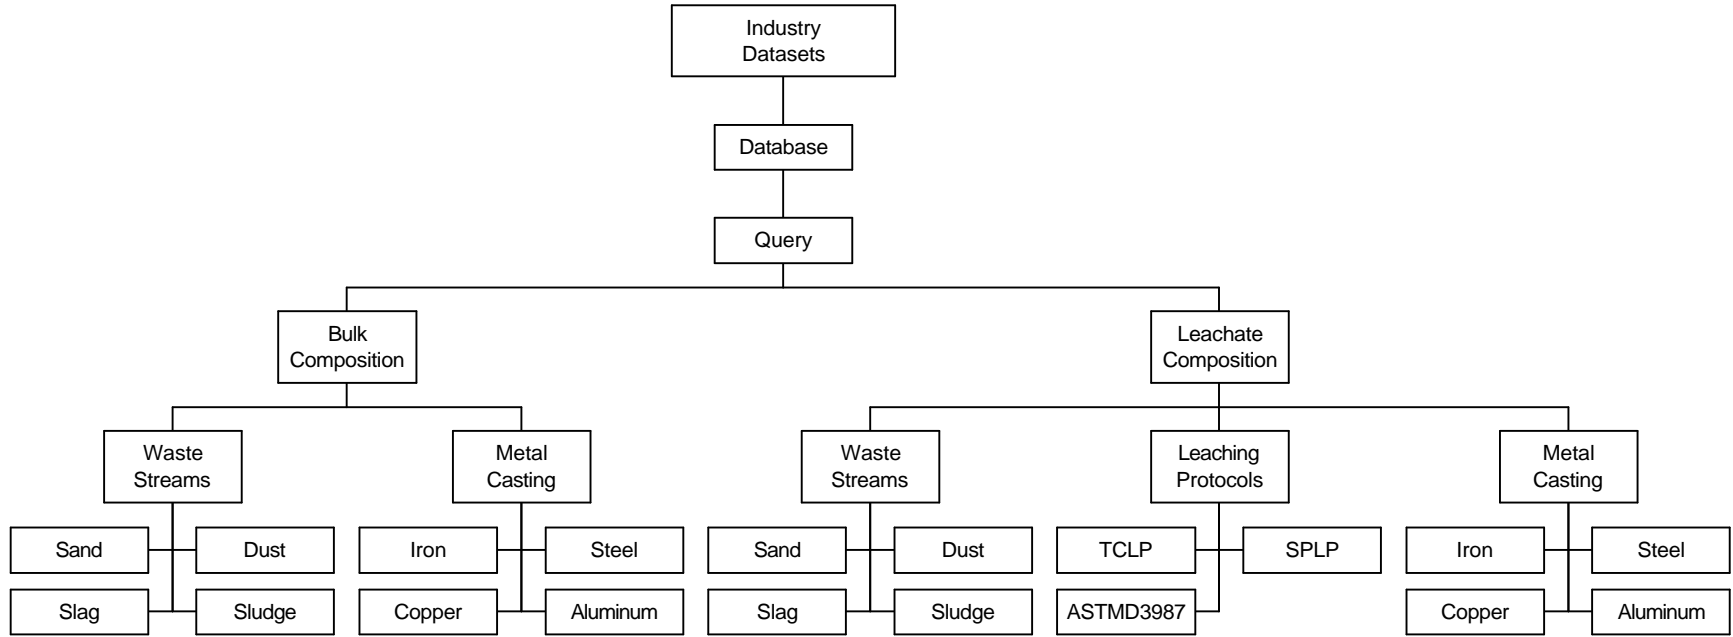 Industry
Datasets
Database
Query
Bulk
Composition
Leachate
Composition
Waste
Streams
Metal
Casting
Waste
Streams
Leaching
Protocols
Metal
Casting
Sand
Dust
Iron
Steel
Sand
Dust
TCLP
SPLP
Iron
Steel
Slag
Sludge
Copper
Aluminum
Slag
Sludge
ASTMD3987
Copper
Aluminum